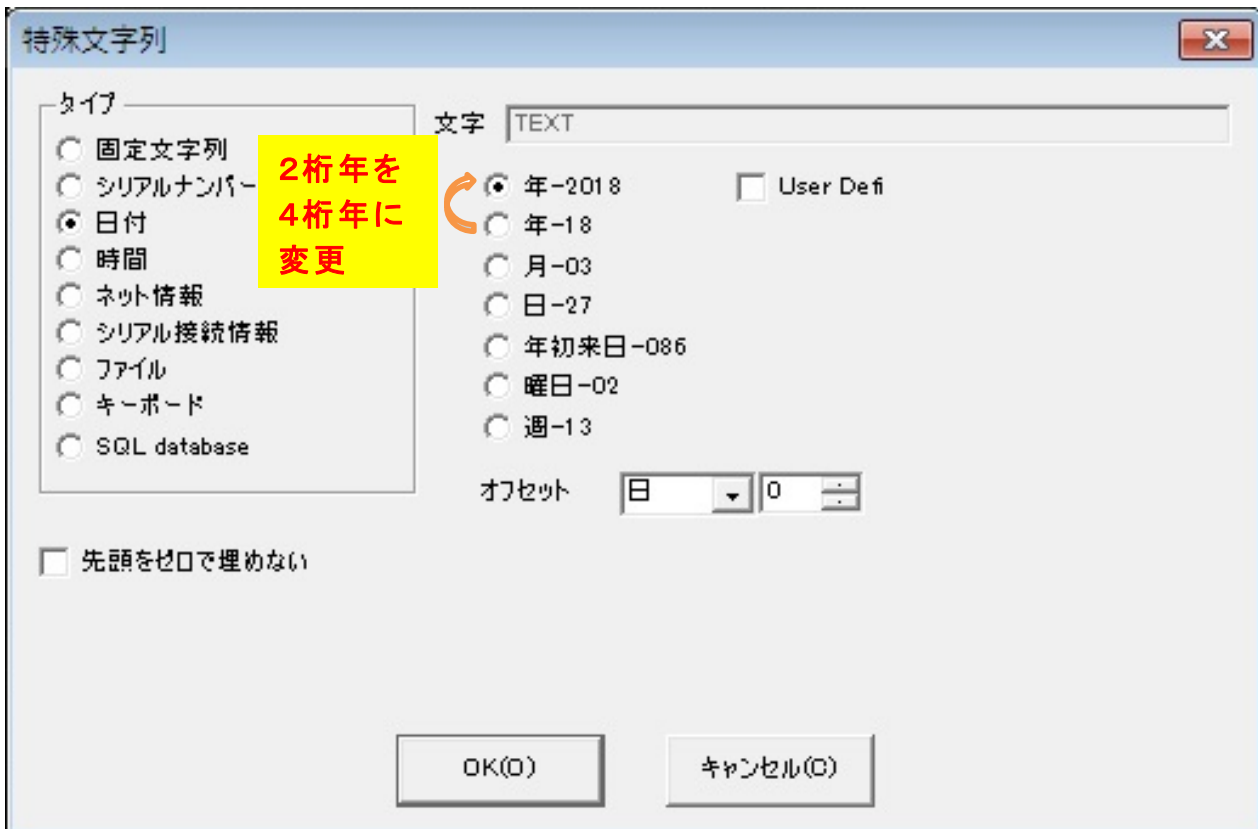 特殊文字列
タイプ
固定文字列
シリアルナンバー
日付
時間
ネット情報
シリアル接続情報
ファイル
キーボード
SQL database
2桁年を
4桁年に
変更
文字 TEXT
年-2018
User Defi
年-18
月-03
日-27
年初来日-086
曜日-02
週-13
オフセット 日 0
先頭をゼロで埋めない
OK(O) キャンセル(C)